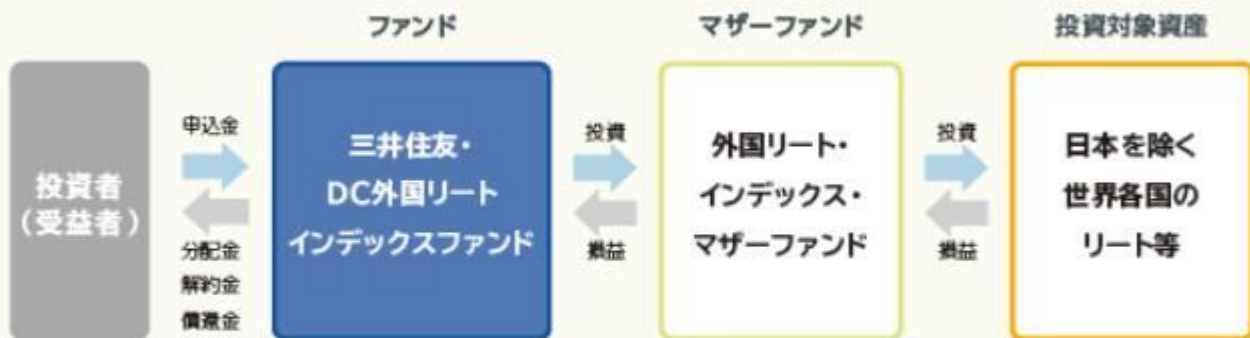 ファンド
マザーファンド
投資対象資産
投資者
(受益者)
申込金
分配金
解約金
償還金
三井住友・
DC外国リート
インデックスファンド
投資
損益
外国リート・
インデックス・
マザーファンド
投資
損益
日本を除く
世界各国の
リート等